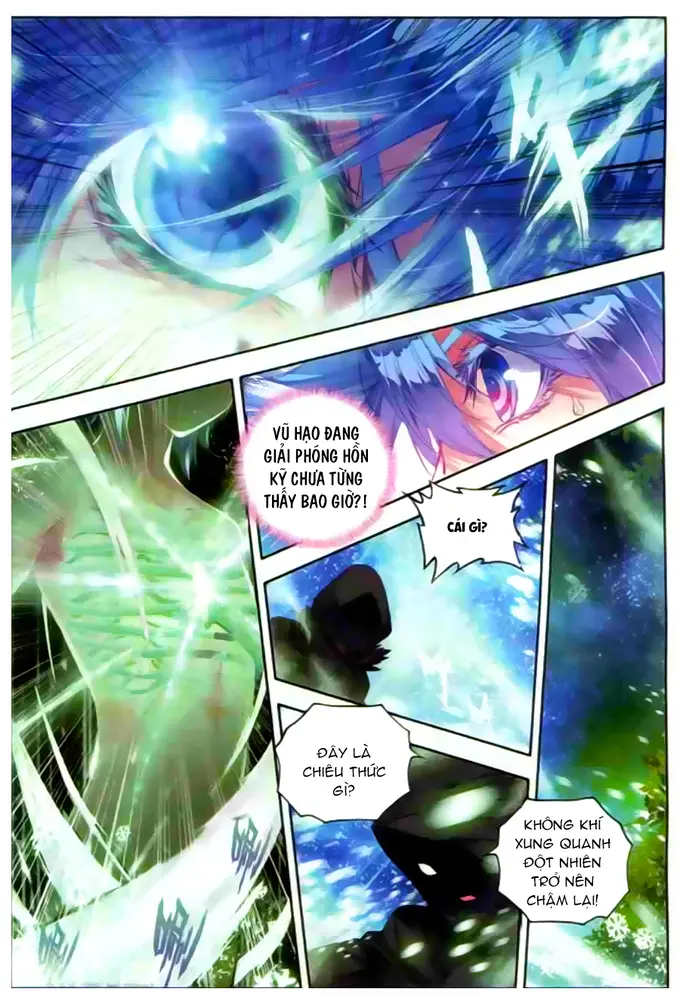 VŨ HẠO ĐANG
GIẢI PHÓNG HỒN
KỸ CHƯA TỪNG
THẤY BAO GIỜ?!
CÁI GÌ?
ĐÂY LÀ
CHIÊU THỨC
GÌ?
KHÔNG KHÍ
XUNG QUANH
ĐỘT NHIÊN
TRỞ NÊN
CHẬM LẠI!